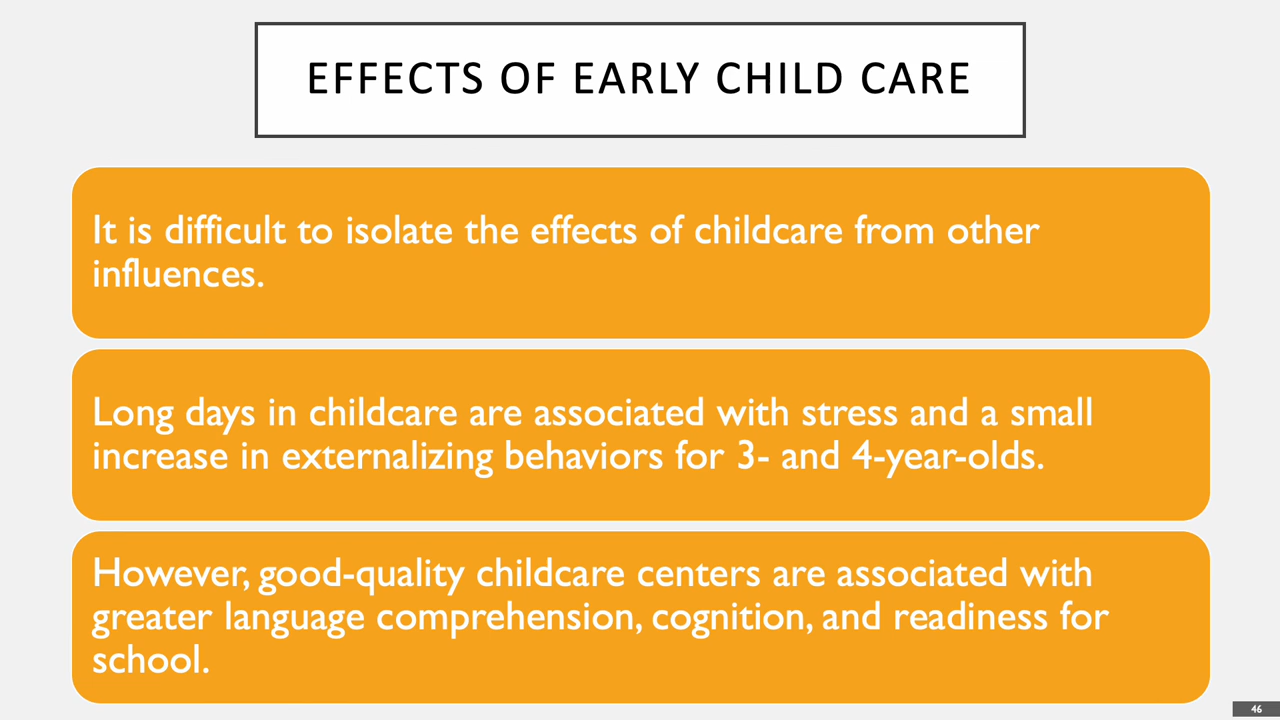 EFFECTS OF EARLY CHILD CARE
It is difficult to isolate the effects of childcare from other
influences.
Long days in childcare are associated with stress and a small
increase in externalizing behaviors for 3- and 4-year-olds.
However, good-quality childcare centers are associated with
greater language comprehension, cognition, and readiness for
school.
46